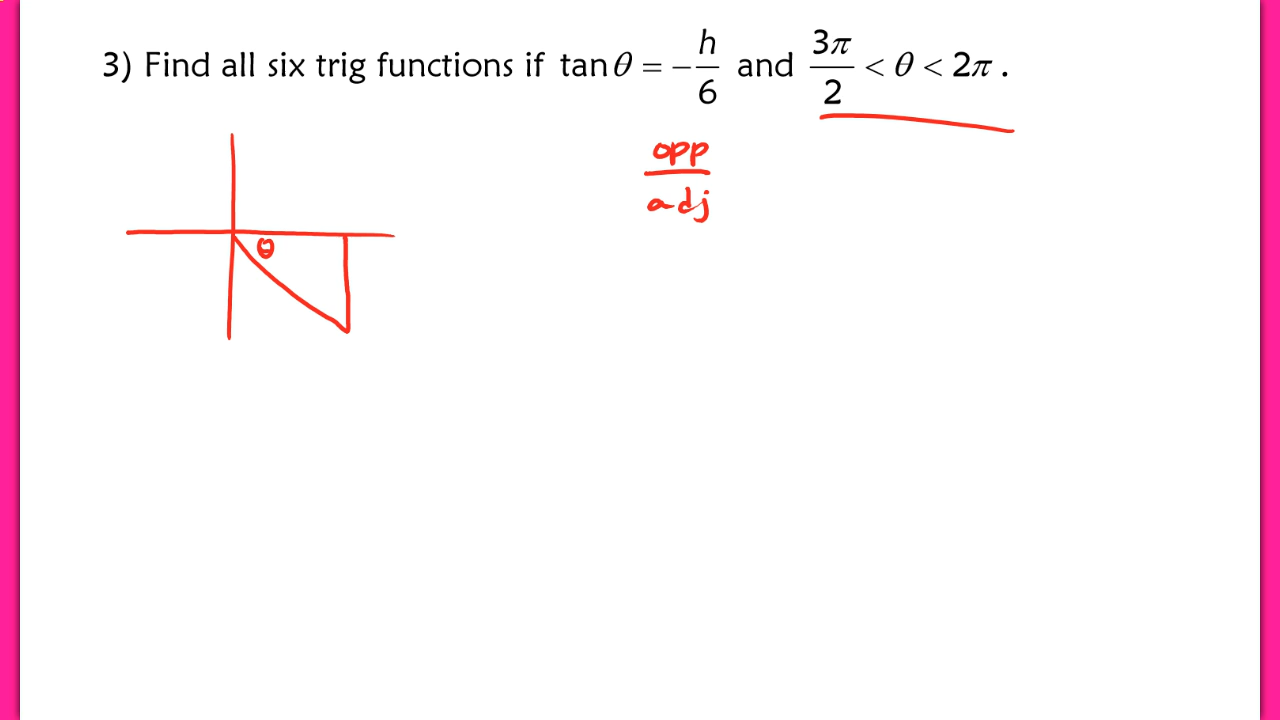 3) Find all six trig functions if tanθ = -h/6 and 3π/2 < θ < 2π .
opp
adj
θ